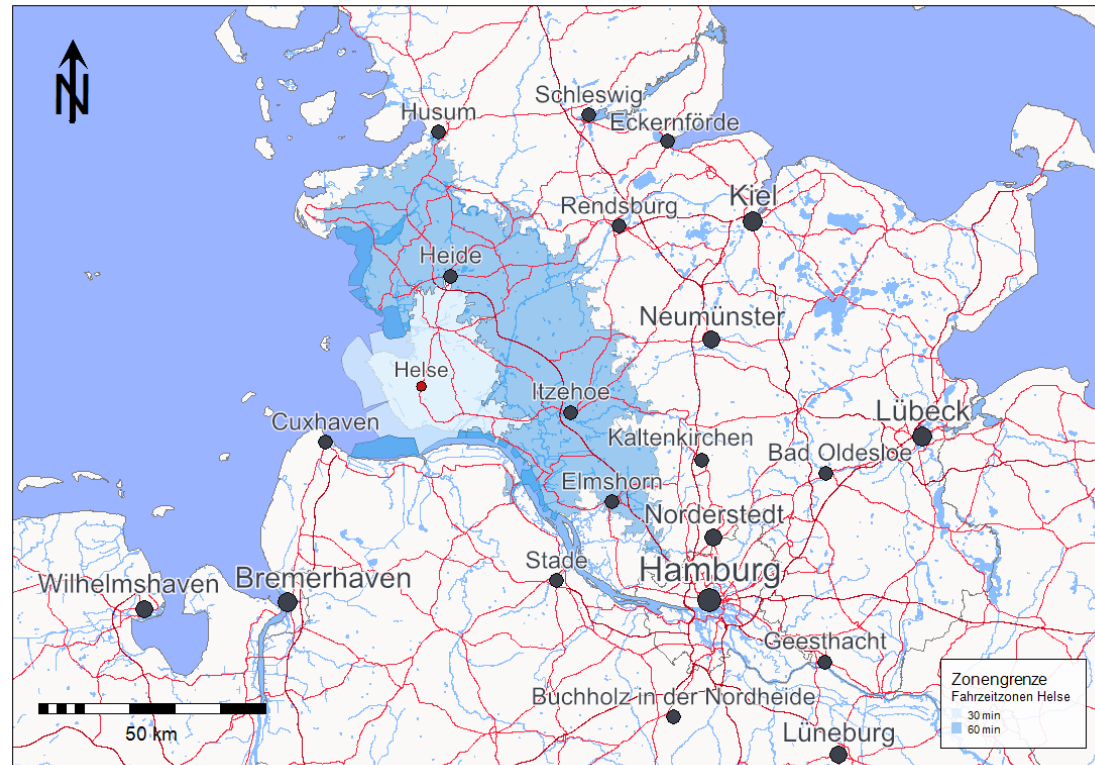 N
Schleswig
Husum
Eckernförde
Kiel
Rendsburg
Heide
Neumünster
Helse
Itzehoe
Lübeck
Cuxhaven
Kaltenkirchen
Bad Oldesloe
Elmshorn
Norderstedt
Stade
Hamburg
Wilhelmshaven
Bremerhaven
Geesthacht
Buchholz in der Nordheide
Lüneburg
50 km
Zonengrenze
Fahrzeitzonen Helse
30 min
60 min